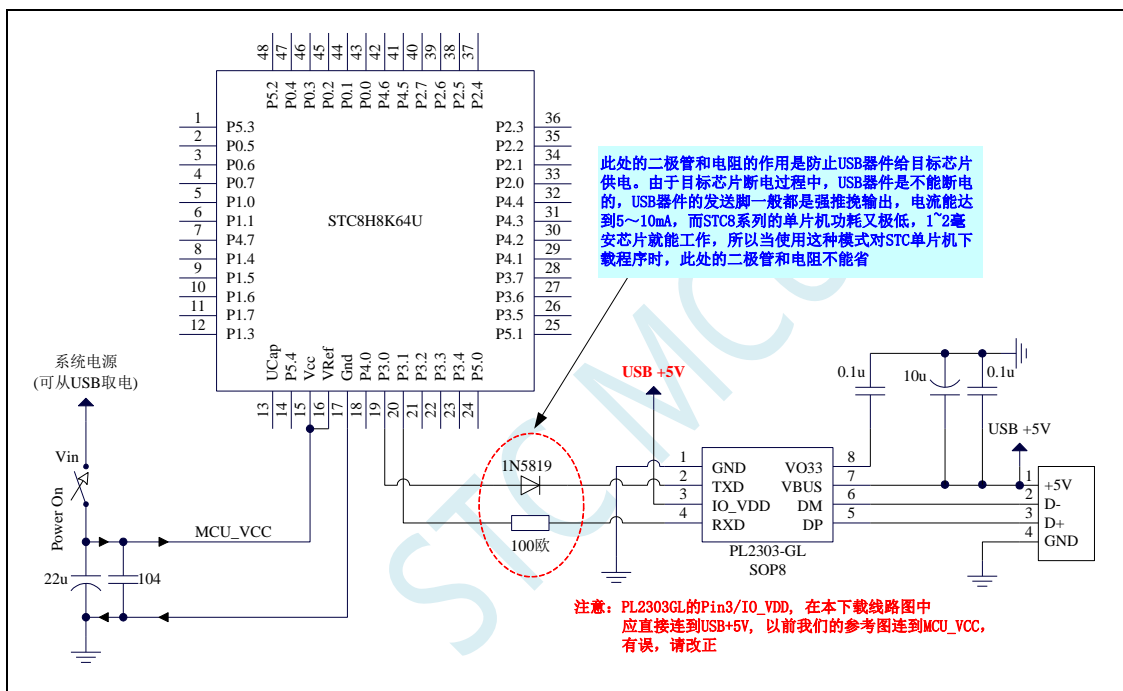 48
47
46
45
44
43
42
41
40
39
38
37
P5.2
P0.4
P0.3
P0.2
P0.1
P0.0
P4.6
P4.5
P2.7
P2.6
P2.5
P2.4
1 P5.3
2 P0.5
3 P0.6
4 P0.7
5 P1.0
6 P1.1
7 P4.7
8 P1.4
9 P1.5
10 P1.6
11 P1.7
12 P1.3
STC8H8K64U
P2.3 36
P2.2 35
P2.1 34
P2.0 33
P4.4 32
P4.3 31
P4.2 30
P4.1 29
P3.7 28
P3.6 27
P3.5 26
P5.1 25
UCap
P5.4
Vcc
VRef
Gnd
P4.0
P3.0
P3.1
P3.2
P3.3
P3.4
P5.0
13
14
15
16
17
18
19
20
21
22
23
24
此处的二极管和电阻的作用是防止USB器件给目标芯片
供电。由于目标芯片断电过程中，USB器件是不能断电
的，USB器件的发送脚一般都是强推挽输出，电流能达
到5～10mA，而STC8系列的单片机功耗又极低，1~2毫
安芯片就能工作，所以当使用这种模式对STC单片机下
载程序时，此处的二极管和电阻不能省
系统电源
(可从USB取电)
Vin
Power On
MCU_VCC
22u
104
1N5819
100欧
USB +5V
0.1u
10u
0.1u
USB +5V
1 GND
2 TXD
3 IO_VDD
4 RXD
VO33 8
VBUS 7
DM 6
DP 5
PL2303-GL
SOP8
1 +5V
2 D-
3 D+
4 GND
注意：PL2303GL的Pin3/IO_VDD, 在本下载线路图中
应直接连到USB+5V, 以前我们的参考图连到MCU_VCC，
有误，请改正
STC MCU